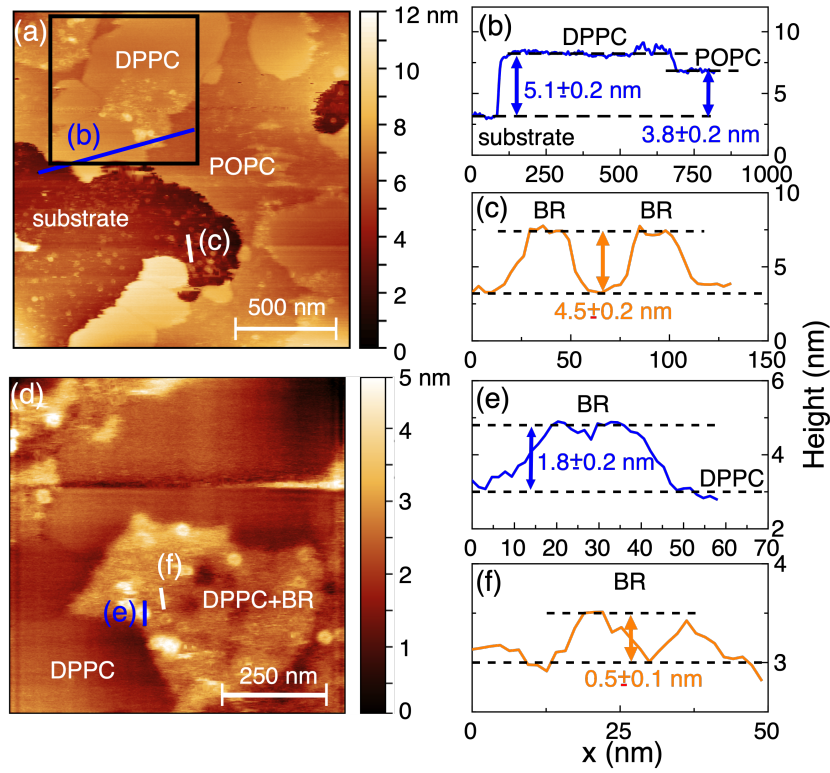 (a)
DPPC
(b)
POPC
substrate
(c)
500 nm
12 nm
10
8
6
4
2
0
(b)
DPPC
POPC
5.1±0.2 nm
3.8±0.2 nm
substrate
10
5
0
0 250 500 750 1000
(c)
BR BR
4.5±0.2 nm
10
5
0
0 50 100 150
(d)
(f)
(e)
DPPC+BR
DPPC
250 nm
5 nm
4
3
2
1
0
(e)
BR
1.8±0.2 nm
DPPC
6
4
2
0 10 20 30 40 50 60 70
(f)
BR
0.5±0.1 nm
4
3
0 25 50
x (nm)
Height (nm)